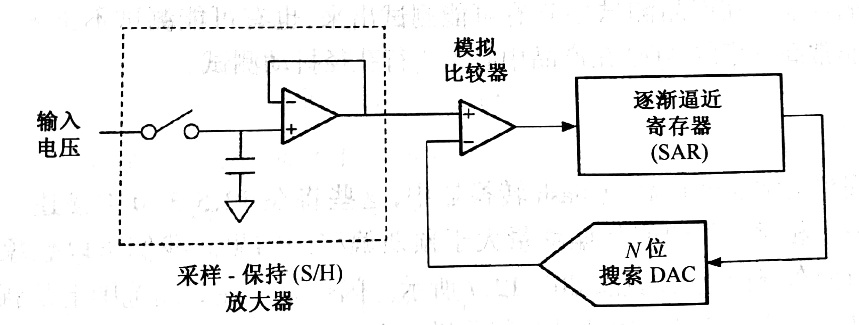 模拟
比较器
输入
电压
-
+
+
-
逐渐逼近
寄存器
(SAR)
N位
搜索 DAC
采样 - 保持 (S/H)
放大器